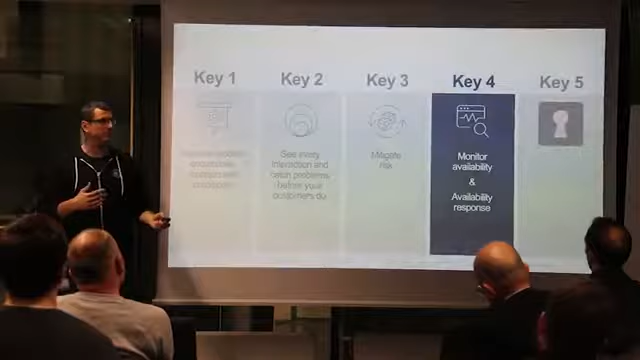 Key 1
Key 2
Key 3
Key 4
Key 5
See every
interaction and
catch problems
before your
customers do
Mitigate
risk
Monitor
availability
&
Availability
response